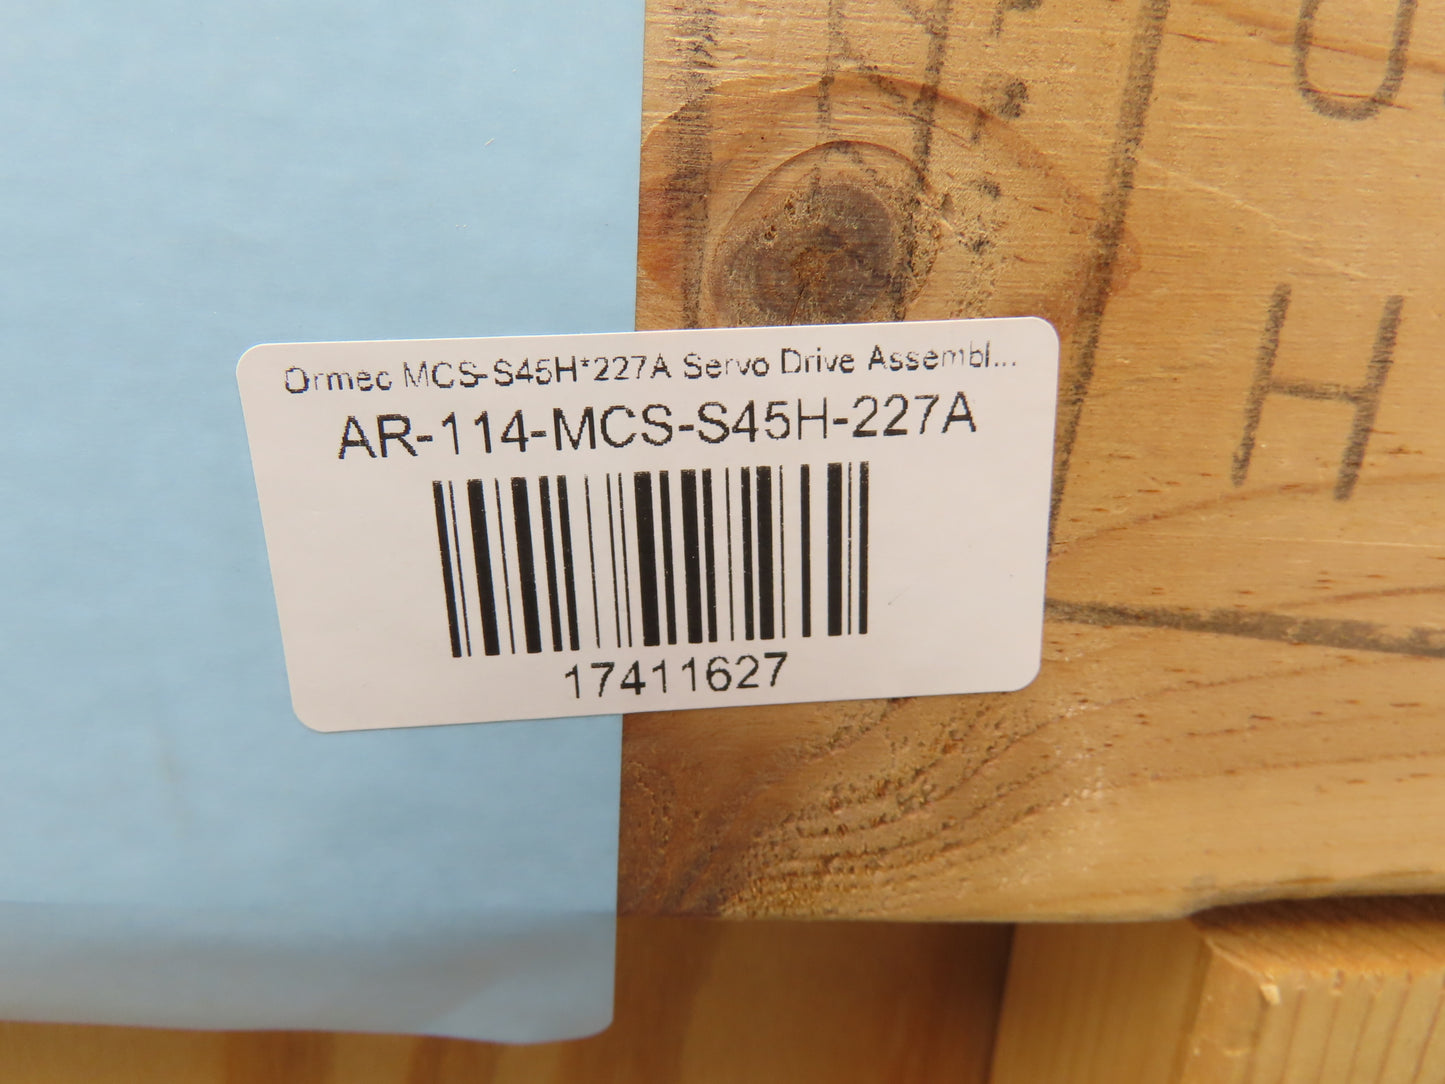 Ormec MCS-S45H*227A Servo Drive Assembl...
AR-114-MCS-S45H-227A
17411627
H